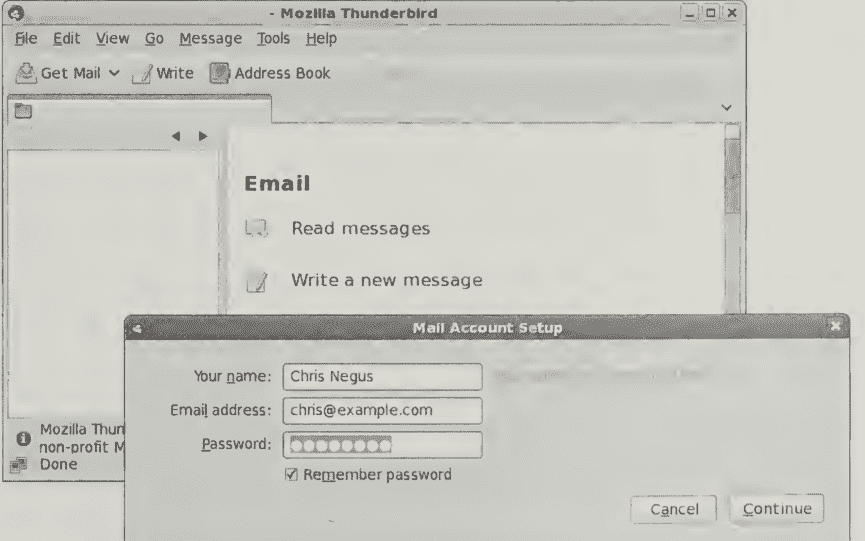 - Mozilla Thunderbird
File Edit View Go Message Tools Help
Get Mail Write Address Book
Email
Read messages
Write a new message
Mail Account Setup
Your name: Chris Negus
Email address: chris@example.com
Mozilla Thun
Password:
non-profit M
Done
Remember password
Cancel Continue